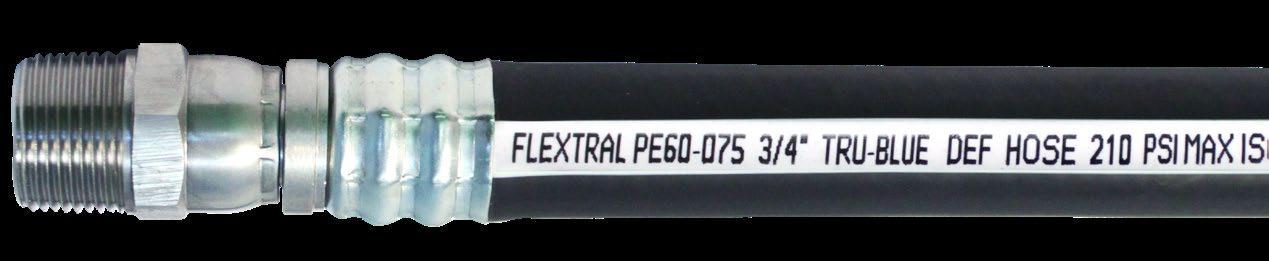 FLEXTRAL PE60-075 3/4" TRU-BLUE DEF HOSE 210 PSI MAX